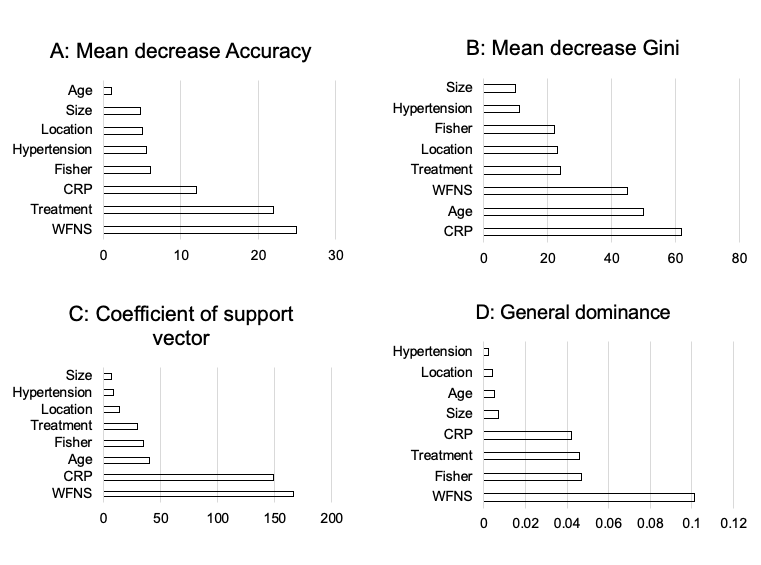 A: Mean decrease Accuracy
Age
Size
Location
Hypertension
Fisher
CRP
Treatment
WFNS
0 10 20 30
B: Mean decrease Gini
Size
Hypertension
Fisher
Location
Treatment
WFNS
Age
CRP
0 20 40 60 80
C: Coefficient of support
vector
Size
Hypertension
Location
Treatment
Fisher
Age
CRP
WFNS
0 50 100 150 200
D: General dominance
Hypertension
Location
Age
Size
CRP
Treatment
Fisher
WFNS
0 0.02 0.04 0.06 0.08 0.1 0.12